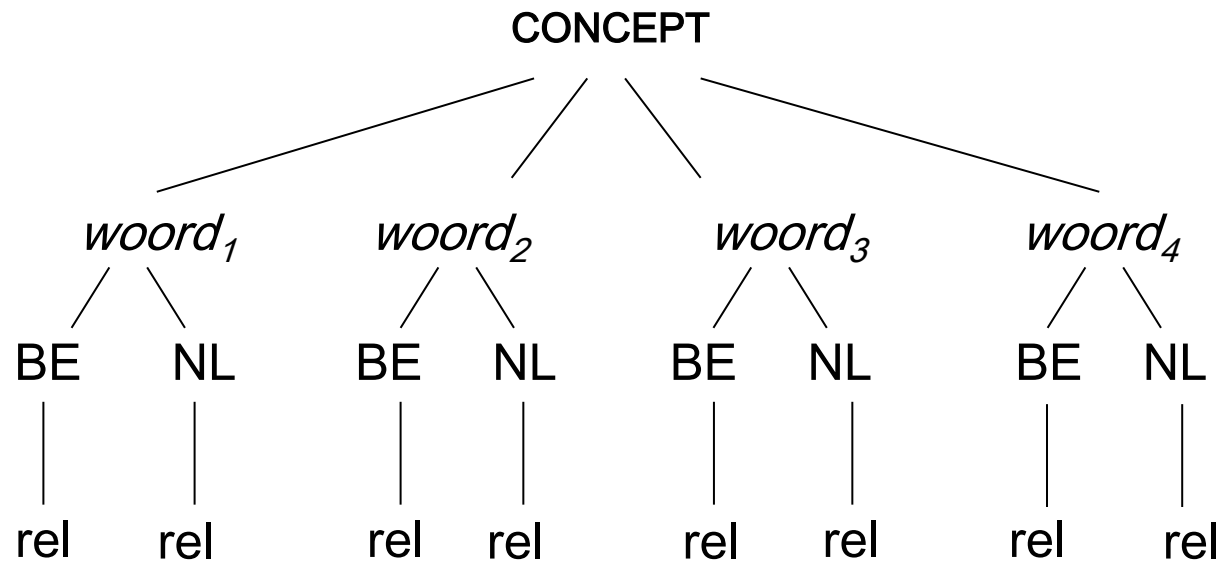 CONCEPT
woord₁ woord₂ woord₃ woord₄
BE NL BE NL BE NL BE NL
rel rel rel rel rel rel rel rel